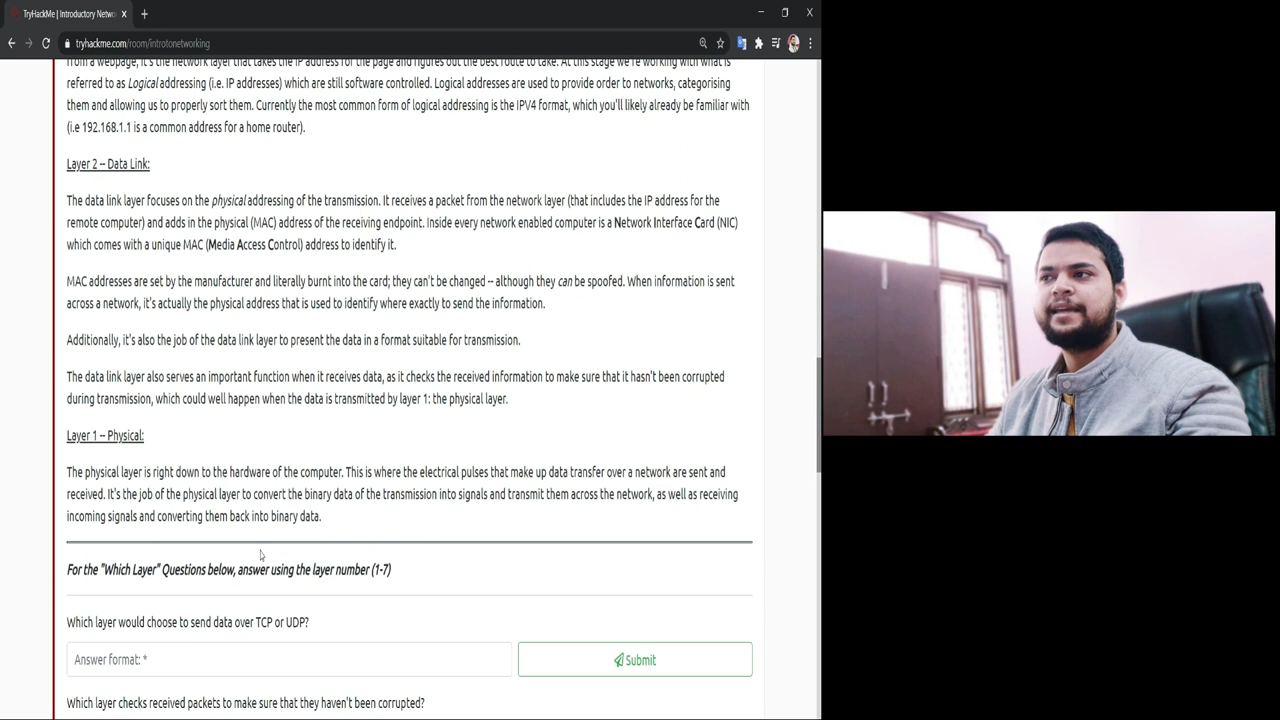 TryHackMe | Introductory Netwo
tryhackme.com/room/introtonetworking
from a webpage, it's the network layer that takes the IP address for the page and figures out the best route to take. At this stage we're working with what is
referred to as Logical addressing (i.e. IP addresses) which are still software controlled. Logical addresses are used to provide order to networks, categorising
them and allowing us to properly sort them. Currently the most common form of logical addressing is the IPV4 format, which you'll likely already be familiar with
(i.e 192.168.1.1 is a common address for a home router).
Layer 2 -- Data Link:
The data link layer focuses on the physical addressing of the transmission. It receives a packet from the network layer (that includes the IP address for the
remote computer) and adds in the physical (MAC) address of the receiving endpoint. Inside every network enabled computer is a Network Interface Card (NIC)
which comes with a unique MAC (Media Access Control) address to identify it.
MAC addresses are set by the manufacturer and literally burnt into the card; they can't be changed -- although they can be spoofed. When information is sent
across a network, it's actually the physical address that is used to identify where exactly to send the information.
Additionally, it's also the job of the data link layer to present the data in a format suitable for transmission.
The data link layer also serves an important function when it receives data, as it checks the received information to make sure that it hasn't been corrupted
during transmission, which could well happen when the data is transmitted by layer 1: the physical layer.
Layer 1 -- Physical:
The physical layer is right down to the hardware of the computer. This is where the electrical pulses that make up data transfer over a network are sent and
received. It's the job of the physical layer to convert the binary data of the transmission into signals and transmit them across the network, as well as receiving
incoming signals and converting them back into binary data.
For the "Which Layer" Questions below, answer using the layer number (1-7)
Which layer would choose to send data over TCP or UDP?
Answer format: *
Submit
Which layer checks received packets to make sure that they haven't been corrupted?